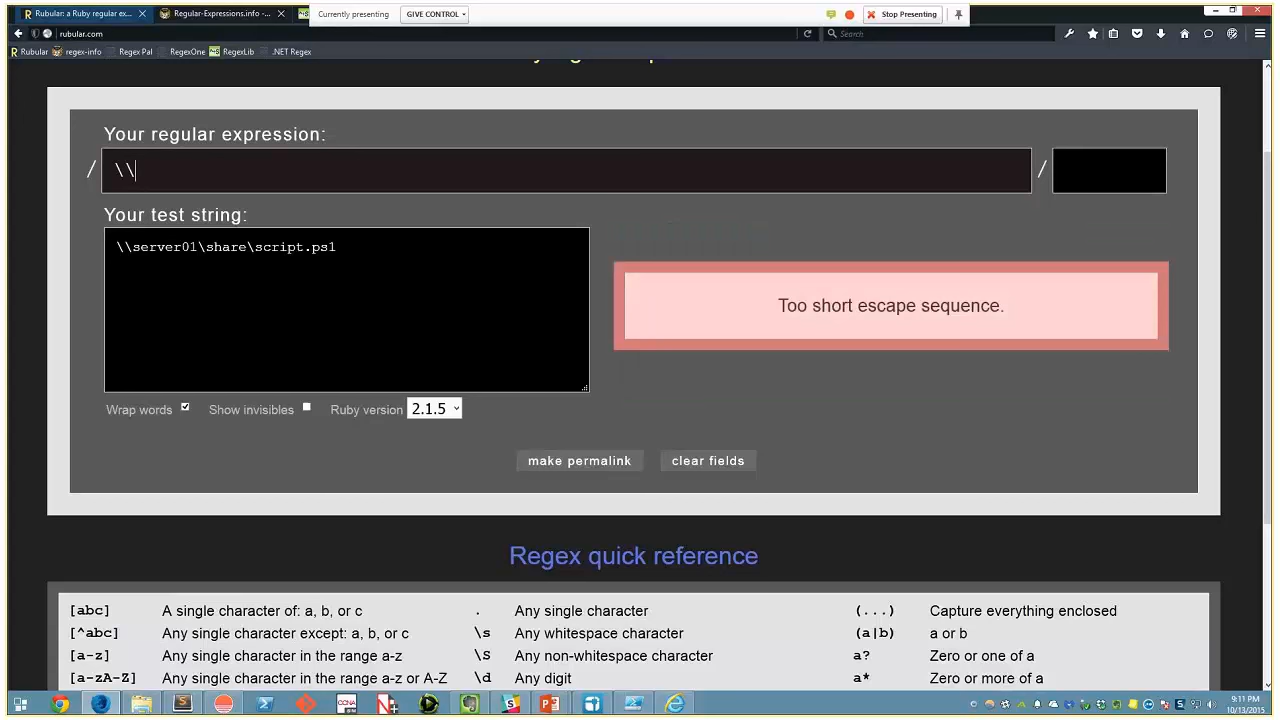 Rubular: a Ruby regular ex...
Regular-Expressions.info -...
Currently presenting
GIVE CONTROL
Stop Presenting
rubular.com
Search
Rubular
regex-info
Regex Pal
RegexOne
RegexLib
.NET Regex
Your regular expression:
/ \\ /
Your test string:
\\server01\share\script.ps1
Too short escape sequence.
Wrap words
Show invisibles
Ruby version
2.1.5
make permalink
clear fields
Regex quick reference
[abc] A single character of: a, b, or c . Any single character (...) Capture everything enclosed
[^abc] Any single character except: a, b, or c \s Any whitespace character (a|b) a or b
[a-z] Any single character in the range a-z \S Any non-whitespace character a? Zero or one of a
[a-zA-Z] Any single character in the range a-z or A-Z \d Any digit a* Zero or more of a
9:11 PM
10/13/2015